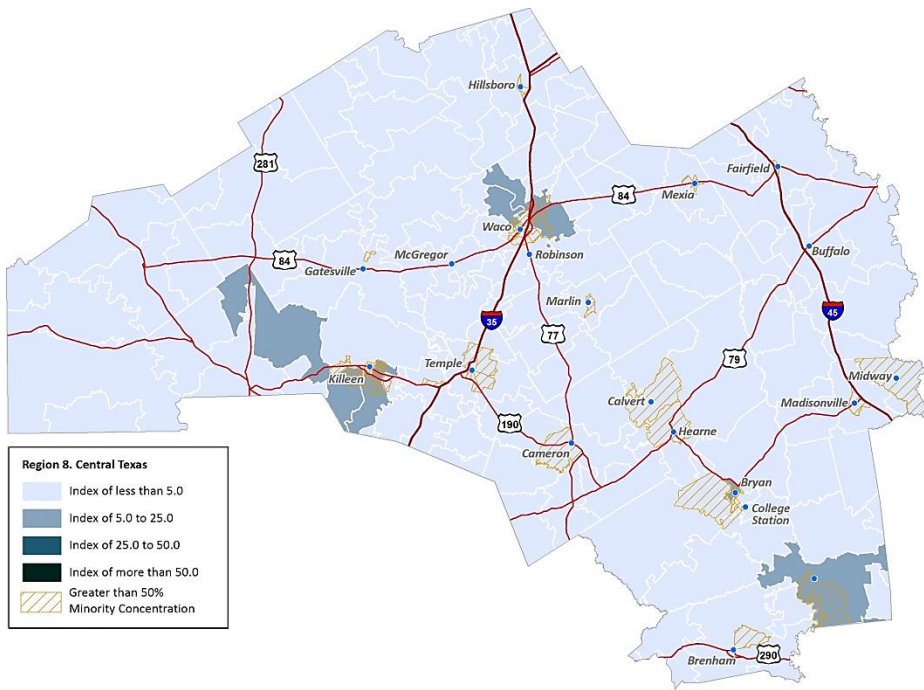 Hillsboro
281
Fairfield
84
Mexia
Waco
Buffalo
84
McGregor
Robinson
Gatesville
Marlin
45
35
77
79
Temple
Midway
Killeen
Calvert
Madisonville
190
Hearne
Cameron
Region 8. Central Texas
Index of less than 5.0
Index of 5.0 to 25.0
Index of 25.0 to 50.0
Index of more than 50.0
Greater than 50%
Minority Concentration
Bryan
College
Station
Brenham
290